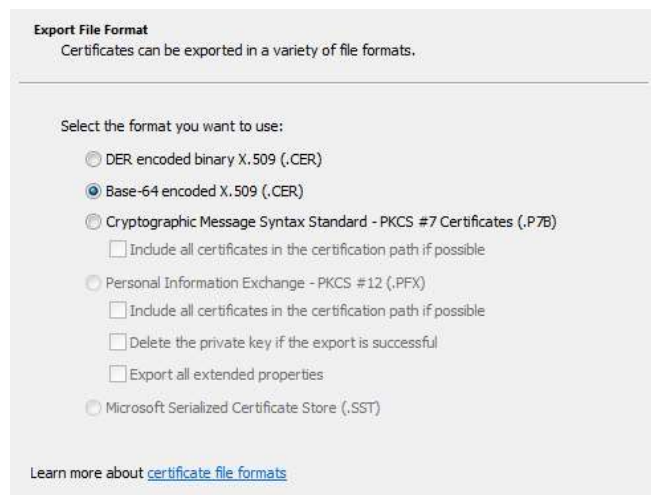 Export File Format
Certificates can be exported in a variety of file formats.
Select the format you want to use:
DER encoded binary X.509 (.CER)
Base-64 encoded X.509 (.CER)
Cryptographic Message Syntax Standard - PKCS #7 Certificates (.P7B)
Include all certificates in the certification path if possible
Personal Information Exchange - PKCS #12 (.PFX)
Include all certificates in the certification path if possible
Delete the private key if the export is successful
Export all extended properties
Microsoft Serialized Certificate Store (.SST)
Learn more about certificate file formats